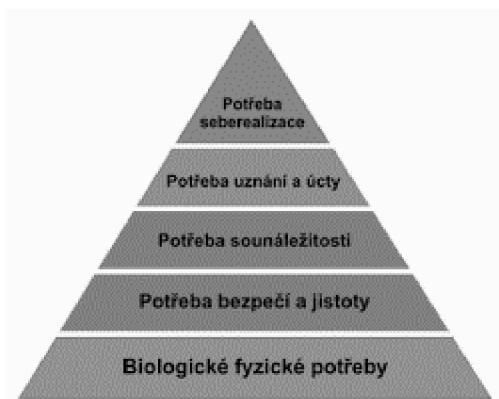 Potřeba
seberealizace
Potřeba uznání a úcty
Potřeba sounáležitosti
Potřeba bezpečí a jistoty
Biologické fyzické potřeby